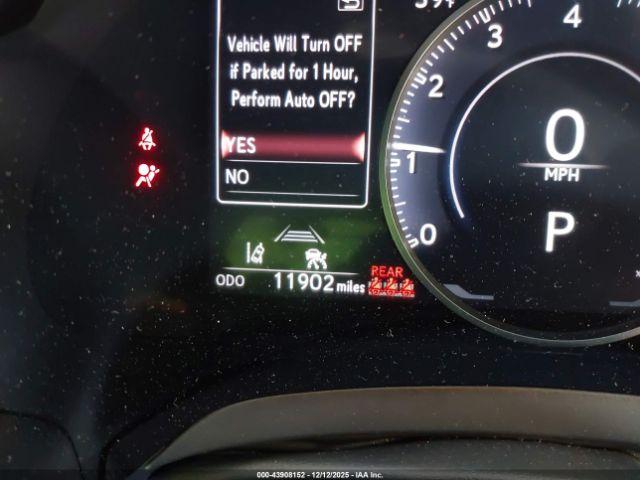 Vehicle Will Turn OFF
if Parked for 1 Hour,
Perform Auto OFF?
YES
NO
ODO 11902 miles
REAR
4
3
2
1
0
0
MPH
P
000-43908152 - 12/12/2025 - IAA Inc.